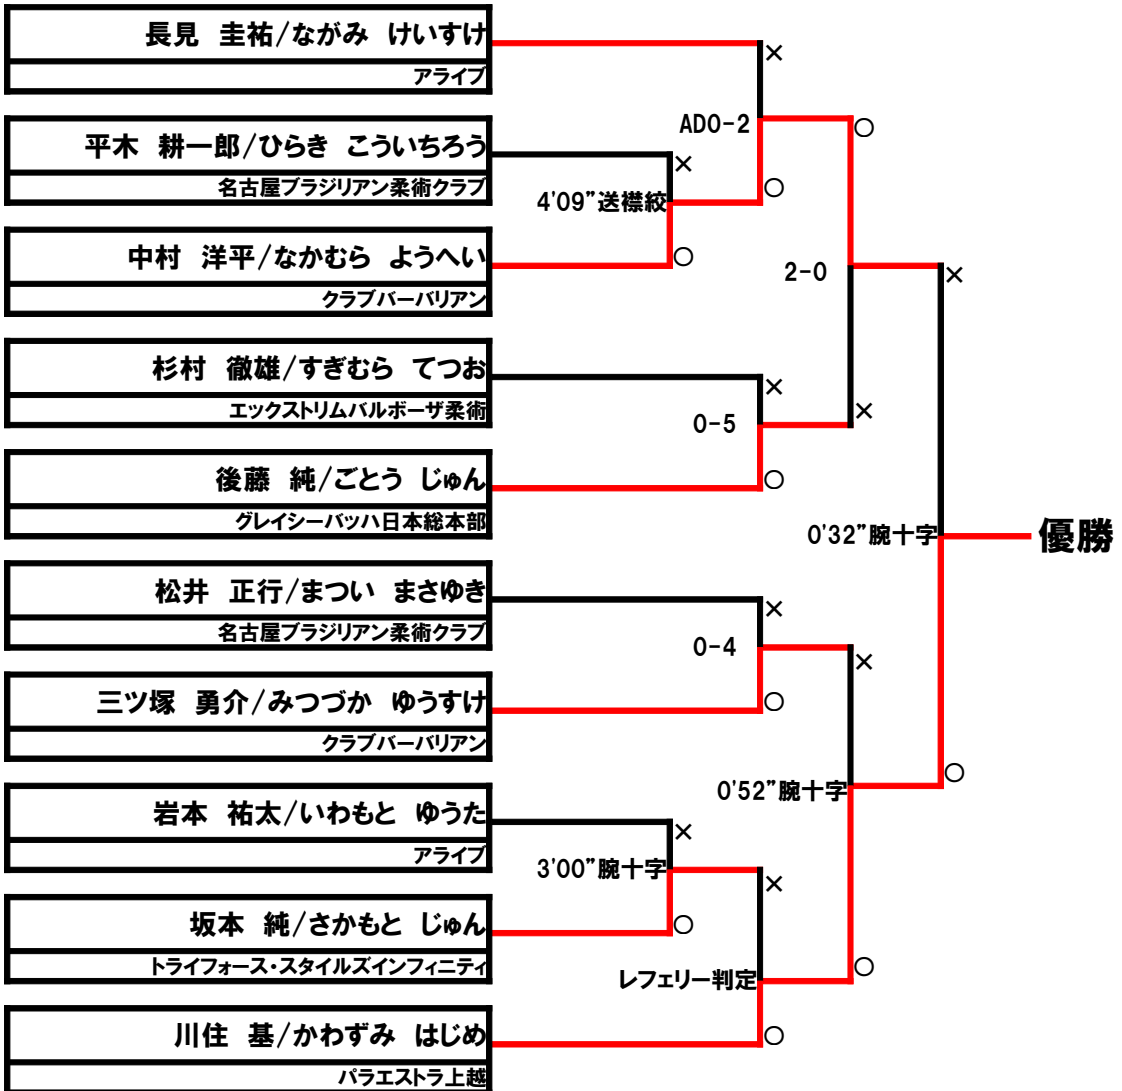 長見 圭祐/ながみ けいすけ
アライブ
×
ADO-2
○
平木 耕一郎/ひらき こういちろう
名古屋ブラジリアン柔術クラブ
×
4'09”送襟絞
○
中村 洋平/なかむら ようへい
クラブバーバリアン
○
2-0
×
杉村 徹雄/すぎむら てつお
エックストリムバルボーザ柔術
×
0-5
×
後藤 純/ごとう じゅん
グレイシーバッハ日本総本部
○
0'32”腕十字
優勝
松井 正行/まつい まさゆき
名古屋ブラジリアン柔術クラブ
×
0-4
×
三ツ塚 勇介/みつづか ゆうすけ
クラブバーバリアン
○
0'52”腕十字
○
岩本 祐太/いわもと ゆうた
アライブ
×
3'00”腕十字
×
坂本 純/さかもと じゅん
トライフォース・スタイルズインフィニティ
○
レフェリー判定
○
川住 基/かわずみ はじめ
パラエストラ上越
○